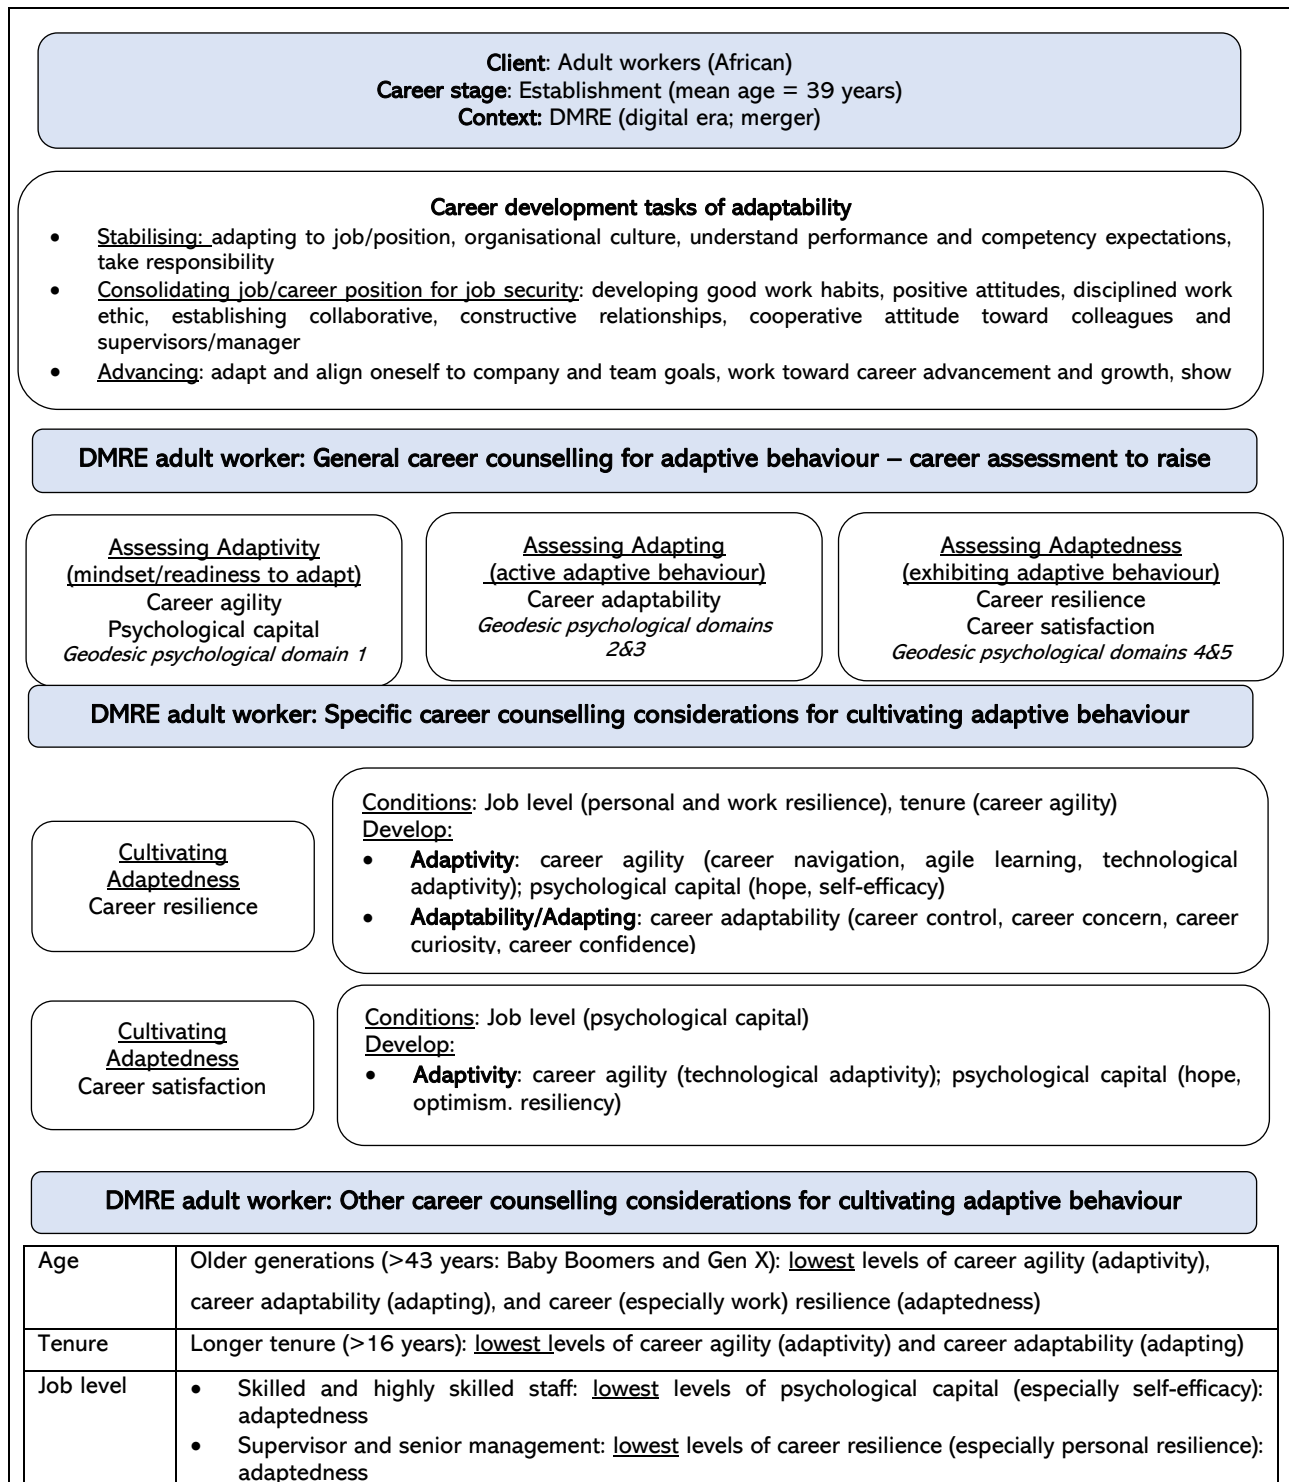 Client: Adult workers (African)
Career stage: Establishment (mean age = 39 years)
Context: DMRE (digital era; merger)
Career development tasks of adaptability
• Stabilising: adapting to job/position, organisational culture, understand performance and competency expectations,
take responsibility
• Consolidating job/career position for job security: developing good work habits, positive attitudes, disciplined work
ethic, establishing collaborative, constructive relationships, cooperative attitude toward colleagues and
supervisors/manager
• Advancing: adapt and align oneself to company and team goals, work toward career advancement and growth, show
DMRE adult worker: General career counselling for adaptive behaviour – career assessment to raise
Assessing Adaptivity
(mindset/readiness to adapt)
Career agility
Psychological capital
Geodesic psychological domain 1
Assessing Adapting
(active adaptive behaviour)
Career adaptability
Geodesic psychological domains
2&3
Assessing Adaptedness
(exhibiting adaptive behaviour)
Career resilience
Career satisfaction
Geodesic psychological domains 4&5
DMRE adult worker: Specific career counselling considerations for cultivating adaptive behaviour
Cultivating
Adaptedness
Career resilience
Conditions: Job level (personal and work resilience), tenure (career agility)
Develop:
• Adaptivity: career agility (career navigation, agile learning, technological
adaptivity); psychological capital (hope, self-efficacy)
• Adaptability/Adapting: career adaptability (career control, career concern, career
curiosity, career confidence)
Cultivating
Adaptedness
Career satisfaction
Conditions: Job level (psychological capital)
Develop:
• Adaptivity: career agility (technological adaptivity); psychological capital (hope,
optimism. resiliency)
DMRE adult worker: Other career counselling considerations for cultivating adaptive behaviour
Age
Older generations (>43 years: Baby Boomers and Gen X): lowest levels of career agility (adaptivity),
career adaptability (adapting), and career (especially work) resilience (adaptedness)
Tenure
Longer tenure (>16 years): lowest levels of career agility (adaptivity) and career adaptability (adapting)
Job level
• Skilled and highly skilled staff: lowest levels of psychological capital (especially self-efficacy):
adaptedness
• Supervisor and senior management: lowest levels of career resilience (especially personal resilience):
adaptedness